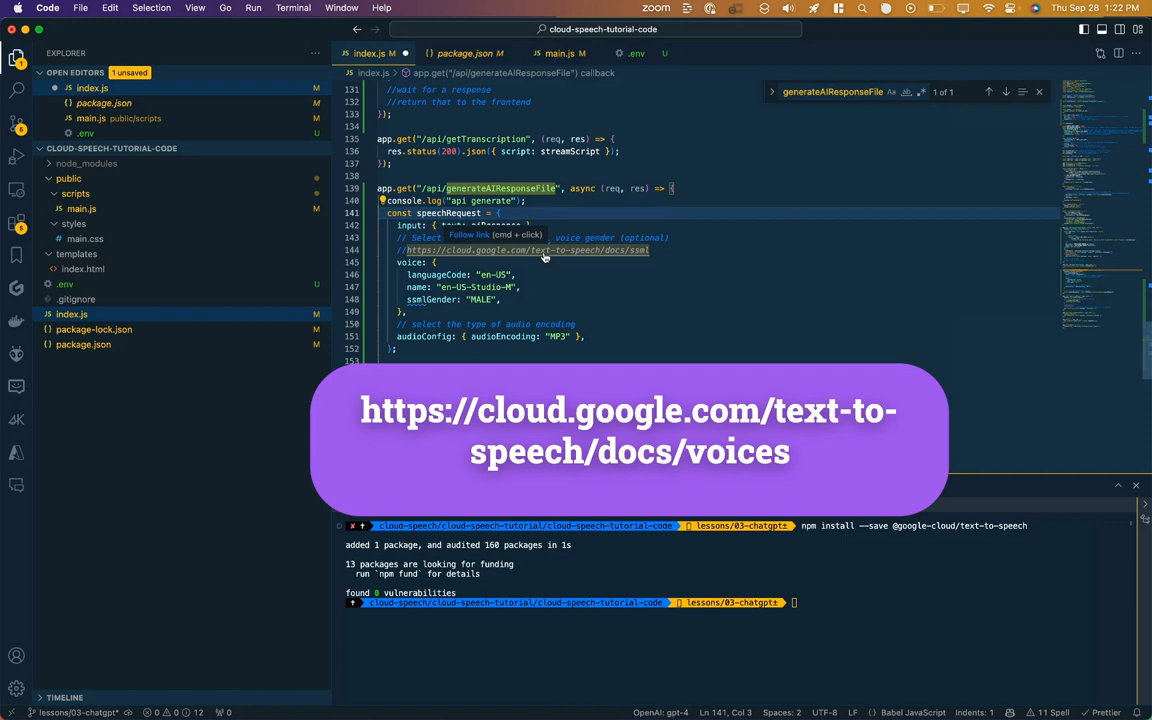 Code File Edit Selection View Go Run Terminal Window Help zoom Thu Sep 28 1:22 PM
cloud-speech-tutorial-code
EXPLORER
index.js M package.json M main.js M .env U
index.js > app.get("/api/generateAIResponseFile") callback
OPEN EDITORS 1 unsaved
index.js M
package.json M
main.js public/scripts M
.env U
CLOUD-SPEECH-TUTORIAL-CODE
node_modules
public
scripts
main.js M
styles
main.css M
templates
index.html M
.env U
.gitignore M
index.js M
package-lock.json M
package.json M
TIMELINE
generateAIResponseFile Aa ab 1 of 1
131 //wait for a response
132 //return that to the frontend
133 });
134
135 app.get("/api/getTranscription", (req, res) => {
136 res.status(200).json({ script: streamScript });
137 });
138
139 app.get("/api/generateAIResponseFile", async (req, res) => {
140 console.log("api generate");
141 const speechRequest = {
142 input: { text: aiResponse },
Follow link (cmd + click)
143 // Select voice gender (optional)
144 //https://cloud.google.com/text-to-speech/docs/ssml
145 voice: {
146 languageCode: "en-US",
147 name: "en-US-Studio-M",
148 ssmlGender: "MALE",
149 },
150 // select the type of audio encoding
151 audioConfig: { audioEncoding: "MP3" },
152 };
153
https://cloud.google.com/text-to-
speech/docs/voices
cloud-speech/cloud-speech-tutorial/cloud-speech-tutorial-code lessons/03-chatgpt± npm install --save @google-cloud/text-to-speech
added 1 package, and audited 160 packages in 1s
13 packages are looking for funding
run `npm fund` for details
found 0 vulnerabilities
cloud-speech/cloud-speech-tutorial/cloud-speech-tutorial-code lessons/03-chatgpt±
lessons/03-chatgpt* 0 0 12 0 OpenAI: gpt-4 Ln 141, Col 3 Spaces: 2 UTF-8 LF {} Babel JavaScript Indents: 1 11 Spell Prettier